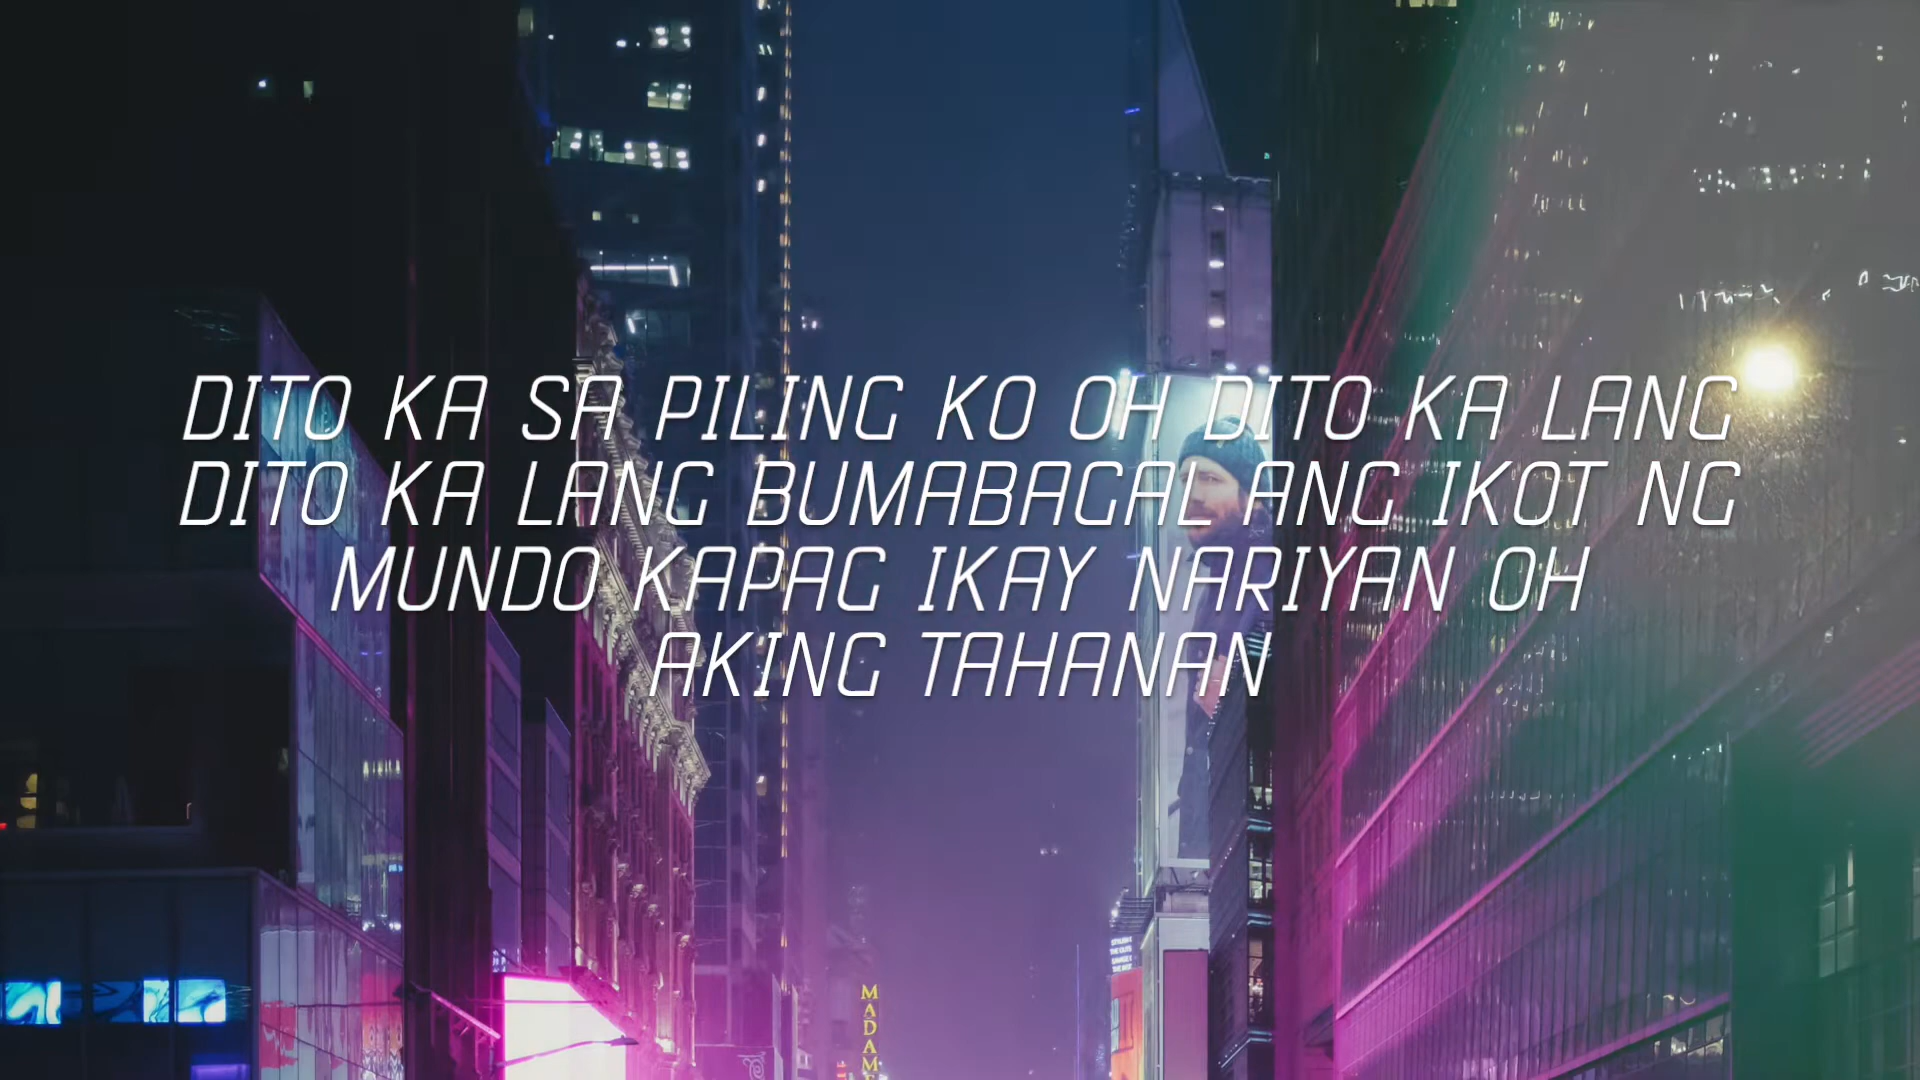 DITO KA SA PILING KO OH DITO KA LANG
DITO KA LANG BUMABAGAL ANG IKOT NG
MUNDO KAPAG IKAY NARIYAN OH
AKING TAHANAN
MADAME